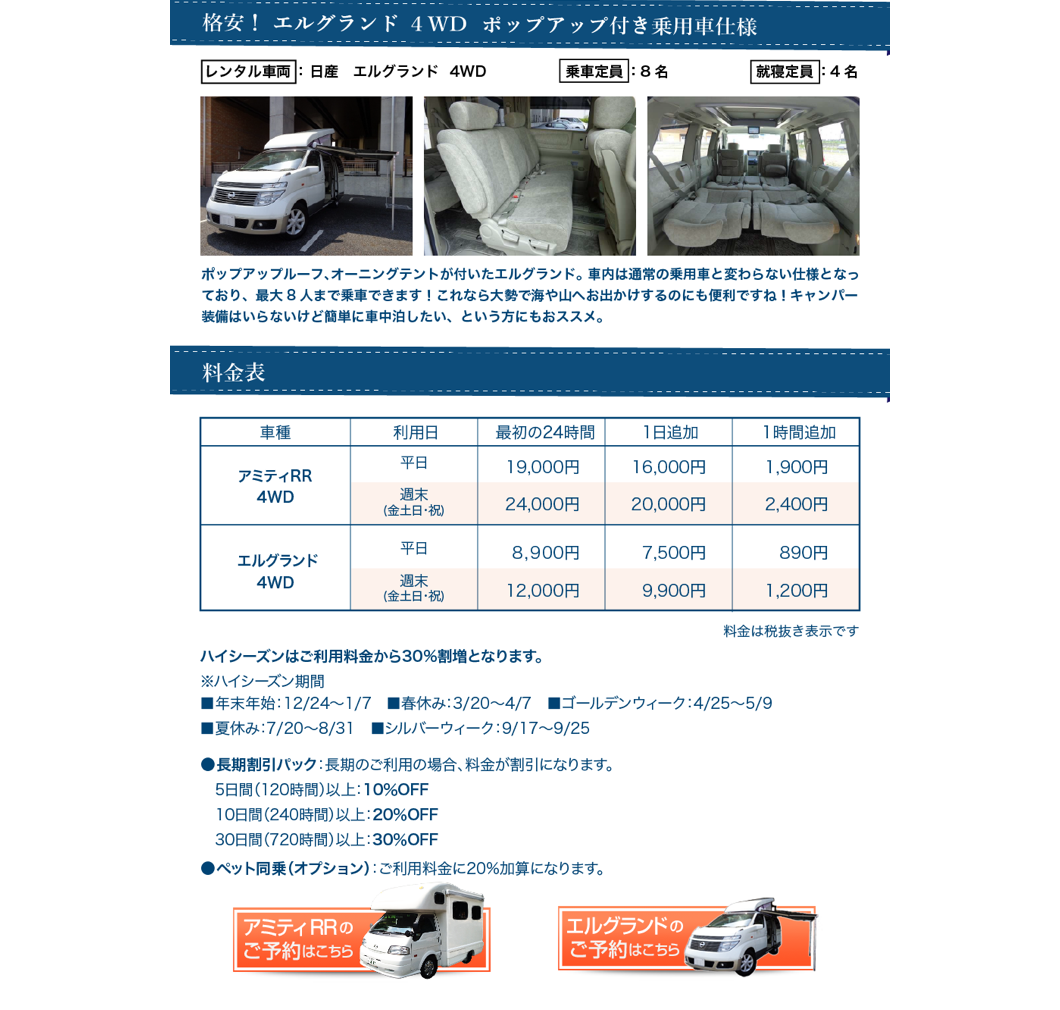 格安！ エルグランド 4WD ポップアップ付き乗用車仕様
レンタル車両：日産　エルグランド　4WD
乗車定員：8名
就寝定員：4名
ポップアップルーフ、オーニングテントが付いたエルグランド。車内は通常の乗用車と変わらない仕様となっ
ており、最大8人まで乗車できます！これなら大勢で海や山へお出かけするのにも便利ですね！キャンパー
装備はいらないけど簡単に車中泊したい、という方にもおススメ。
料金表
車種　利用日　最初の24時間　1日追加　1時間追加
アミティRR
4WD
平日　19,000円　16,000円　1,900円
週末
(金土日・祝)
24,000円　20,000円　2,400円
エルグランド
4WD
平日　8,900円　7,500円　890円
週末
(金土日・祝)
12,000円　9,900円　1,200円
料金は税抜き表示です
ハイシーズンはご利用料金から30%割増となります。
※ハイシーズン期間
■年末年始：12/24～1/7　■春休み：3/20～4/7　■ゴールデンウィーク：4/25～5/9
■夏休み：7/20～8/31　■シルバーウィーク：9/17～9/25
●長期割引パック：長期のご利用の場合、料金が割引になります。
5日間（120時間）以上：10%OFF
10日間（240時間）以上：20%OFF
30日間（720時間）以上：30%OFF
●ペット同乗（オプション）：ご利用料金に20%加算になります。
アミティRRの
ご予約はこちら
エルグランドの
ご予約はこちら